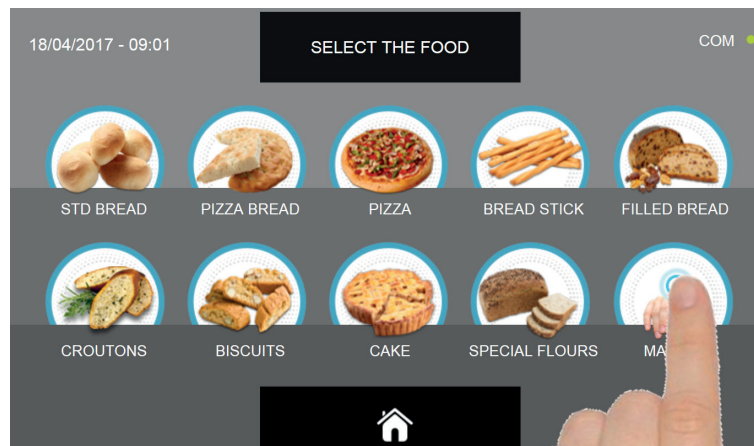 18/04/2017 - 09:01
SELECT THE FOOD
COM
STD BREAD
PIZZA BREAD
PIZZA
BREAD STICK
FILLED BREAD
CROUTONS
BISCUITS
CAKE
SPECIAL FLOURS